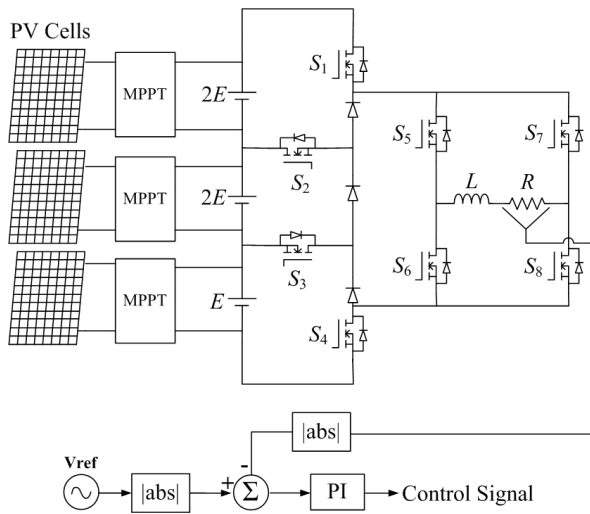 PV Cells
MPPT
2E
S1
S2
MPPT
2E
S3
MPPT
E
S4
S5
S7
L
R
S6
S8
|abs|
Vref
|abs|
+
-
Σ
PI
Control Signal